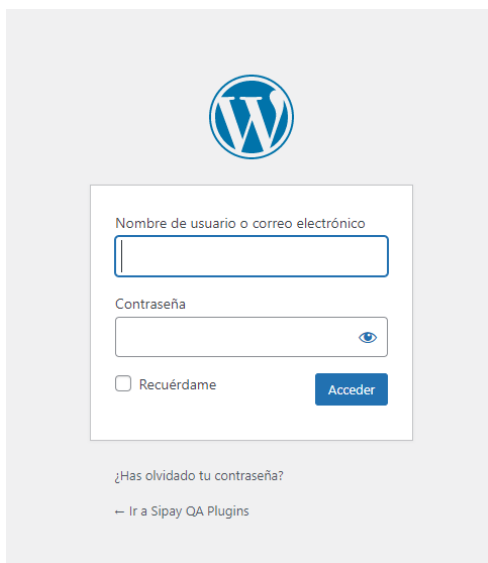 Nombre de usuario o correo electrónico
Contraseña
Recuérdame
Acceder
¿Has olvidado tu contraseña?
← Ir a Sipay QA Plugins